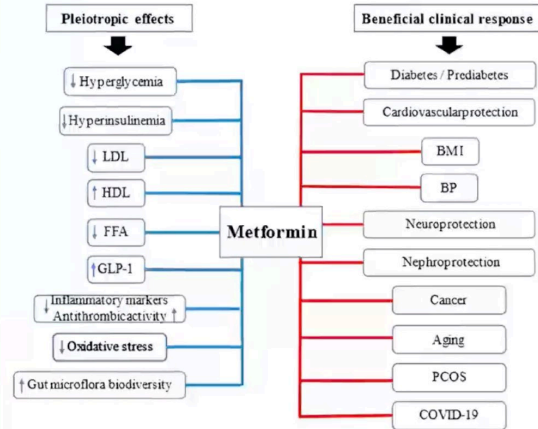 Pleiotropic effects
↓ Hyperglycemia
↓ Hyperinsulinemia
↓ LDL
↑ HDL
↓ FFA
↑ GLP-1
↓ Inflammatory markers
Antithrombicactivity ↑
↓ Oxidative stress
↑ Gut microflora biodiversity
Metformin
Beneficial clinical response
Diabetes / Prediabetes
Cardiovascularprotection
BMI
BP
Neuroprotection
Nephroprotection
Cancer
Aging
PCOS
COVID-19